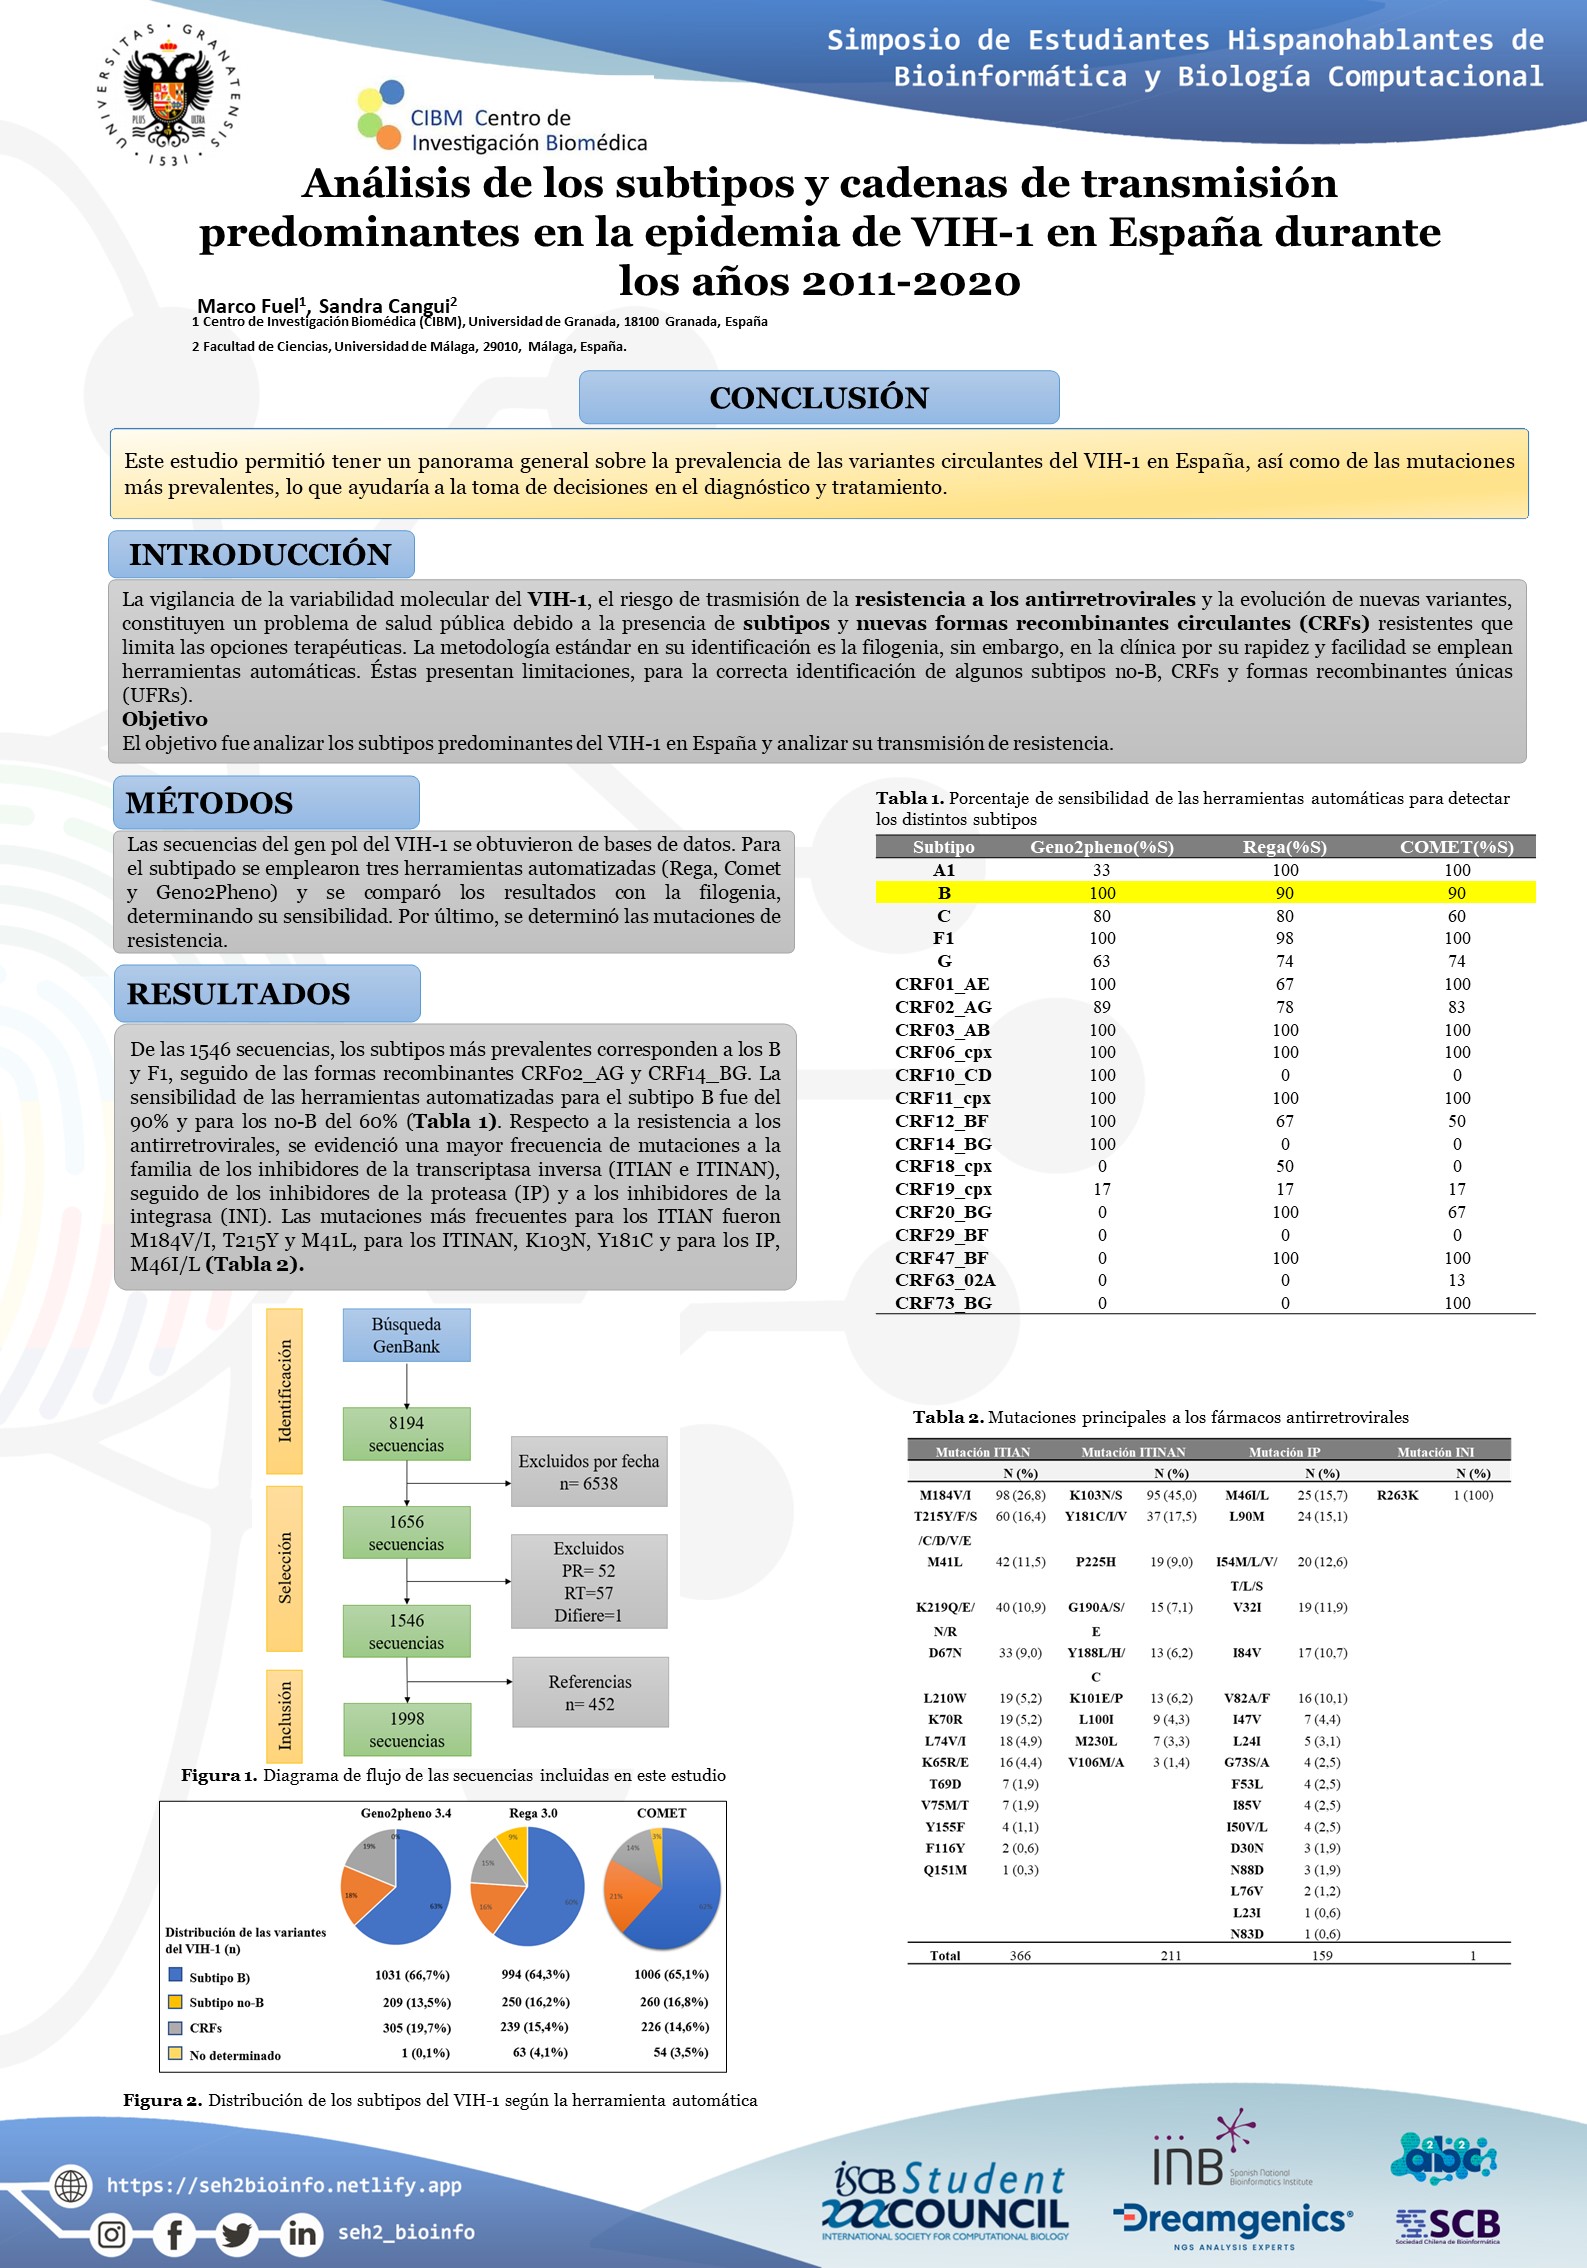 Simposio de Estudiantes Hispanohablantes de
Bioinformática y Biología Computacional
UNIVERSITAS GRANATENSIS
PLUS ULTRA
· 1531 ·
CIBM Centro de
Investigación Biomédica
Análisis de los subtipos y cadenas de transmisión
predominantes en la epidemia de VIH-1 en España durante
los años 2011-2020
Marco Fuel1, Sandra Cangui2
1 Centro de Investigación Biomédica (CIBM), Universidad de Granada, 18100 Granada, España
2 Facultad de Ciencias, Universidad de Málaga, 29010, Málaga, España.
CONCLUSIÓN
Este estudio permitió tener un panorama general sobre la prevalencia de las variantes circulantes del VIH-1 en España, así como de las mutaciones
más prevalentes, lo que ayudaría a la toma de decisiones en el diagnóstico y tratamiento.
INTRODUCCIÓN
La vigilancia de la variabilidad molecular del VIH-1, el riesgo de trasmisión de la resistencia a los antirretrovirales y la evolución de nuevas variantes,
constituyen un problema de salud pública debido a la presencia de subtipos y nuevas formas recombinantes circulantes (CRFs) resistentes que
limita las opciones terapéuticas. La metodología estándar en su identificación es la filogenia, sin embargo, en la clínica por su rapidez y facilidad se emplean
herramientas automáticas. Éstas presentan limitaciones, para la correcta identificación de algunos subtipos no-B, CRFs y formas recombinantes únicas
(UFRs).
Objetivo
El objetivo fue analizar los subtipos predominantes del VIH-1 en España y analizar su transmisión de resistencia.
MÉTODOS
Las secuencias del gen pol del VIH-1 se obtuvieron de bases de datos. Para
el subtipado se emplearon tres herramientas automatizadas (Rega, Comet
y Geno2Pheno) y se comparó los resultados con la filogenia,
determinando su sensibilidad. Por último, se determinó las mutaciones de
resistencia.
RESULTADOS
De las 1546 secuencias, los subtipos más prevalentes corresponden a los B
y F1, seguido de las formas recombinantes CRF02_AG y CRF14_BG. La
sensibilidad de las herramientas automatizadas para el subtipo B fue del
90% y para los no-B del 60% (Tabla 1). Respecto a la resistencia a los
antirretrovirales, se evidenció una mayor frecuencia de mutaciones a la
familia de los inhibidores de la transcriptasa inversa (ITIAN e ITINAN),
seguido de los inhibidores de la proteasa (IP) y a los inhibidores de la
integrasa (INI). Las mutaciones más frecuentes para los ITIAN fueron
M184V/I, T215Y y M41L, para los ITINAN, K103N, Y181C y para los IP,
M46I/L (Tabla 2).
Identificación
Selección
Inclusión
Búsqueda
GenBank
8194
secuencias
Excluidos por fecha
n= 6538
1656
secuencias
Excluidos
PR= 52
RT=57
Difiere=1
1546
secuencias
Referencias
n= 452
1998
secuencias
Figura 1. Diagrama de flujo de las secuencias incluidas en este estudio
Geno2pheno 3.4 Rega 3.0 COMET
0% 19% 18% 63%
9% 15% 16% 60%
3% 14% 21% 62%
Distribución de las variantes
del VIH-1 (n)
Subtipo B) 1031 (66,7%) 994 (64,3%) 1006 (65,1%)
Subtipo no-B 209 (13,5%) 250 (16,2%) 260 (16,8%)
CRFs 305 (19,7%) 239 (15,4%) 226 (14,6%)
No determinado 1 (0,1%) 63 (4,1%) 54 (3,5%)
Figura 2. Distribución de los subtipos del VIH-1 según la herramienta automática
Tabla 1. Porcentaje de sensibilidad de las herramientas automáticas para detectar
los distintos subtipos
Subtipo Geno2pheno(%S) Rega(%S) COMET(%S)
A1 33 100 100
B 100 90 90
C 80 80 60
F1 100 98 100
G 63 74 74
CRF01_AE 100 67 100
CRF02_AG 89 78 83
CRF03_AB 100 100 100
CRF06_cpx 100 100 100
CRF10_CD 100 0 0
CRF11_cpx 100 100 100
CRF12_BF 100 67 50
CRF14_BG 100 0 0
CRF18_cpx 0 50 0
CRF19_cpx 17 17 17
CRF20_BG 0 100 67
CRF29_BF 0 0 0
CRF47_BF 0 100 100
CRF63_02A 0 0 13
CRF73_BG 0 0 100
Tabla 2. Mutaciones principales a los fármacos antirretrovirales
Mutación ITIAN Mutación ITINAN Mutación IP Mutación INI
N (%) N (%) N (%) N (%)
M184V/I 98 (26,8) K103N/S 95 (45,0) M46I/L 25 (15,7) R263K 1 (100)
T215Y/F/S 60 (16,4) Y181C/I/V 37 (17,5) L90M 24 (15,1)
/C/D/V/E
M41L 42 (11,5) P225H 19 (9,0) I54M/L/V/ 20 (12,6)
T/L/S
K219Q/E/ 40 (10,9) G190A/S/ 15 (7,1) V32I 19 (11,9)
N/R E
D67N 33 (9,0) Y188L/H/ 13 (6,2) I84V 17 (10,7)
C
L210W 19 (5,2) K101E/P 13 (6,2) V82A/F 16 (10,1)
K70R 19 (5,2) L100I 9 (4,3) I47V 7 (4,4)
L74V/I 18 (4,9) M230L 7 (3,3) L24I 5 (3,1)
K65R/E 16 (4,4) V106M/A 3 (1,4) G73S/A 4 (2,5)
T69D 7 (1,9) F53L 4 (2,5)
V75M/T 7 (1,9) I85V 4 (2,5)
Y155F 4 (1,1) I50V/L 4 (2,5)
F116Y 2 (0,6) D30N 3 (1,9)
Q151M 1 (0,3) N88D 3 (1,9)
L76V 2 (1,2)
L23I 1 (0,6)
N83D 1 (0,6)
Total 366 211 159 1
https://seh2bioinfo.netlify.app
seh2_bioinfo
iSCB Student
COUNCIL
INTERNATIONAL SOCIETY FOR COMPUTATIONAL BIOLOGY
INB
Spanish National
Bioinformatics Institute
Dreamgenics®
NGS ANALYSIS EXPERTS
a2b2c
SCB
Sociedad Chilena de Bioinformática